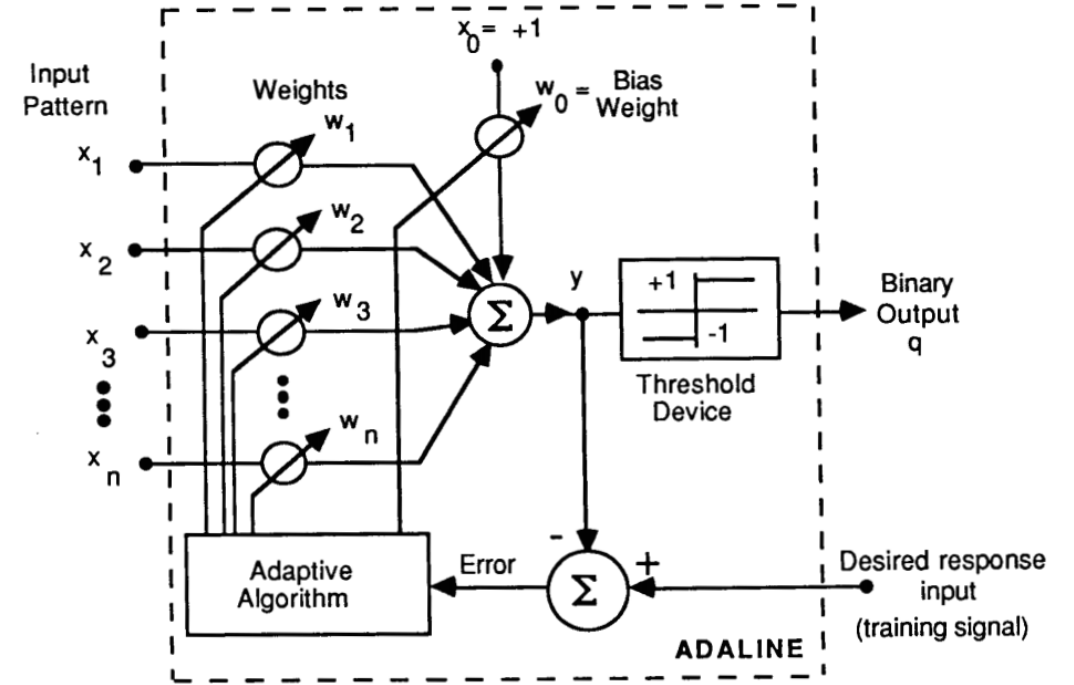 x0 = +1
Input
Pattern
Weights
w0 = Bias
Weight
x1
w1
x2
w2
x3
w3
xn
wn
Σ
y
+1
-1
Threshold
Device
Binary
Output
q
Adaptive
Algorithm
Error
-
Σ
+
Desired response
input
(training signal)
ADALINE